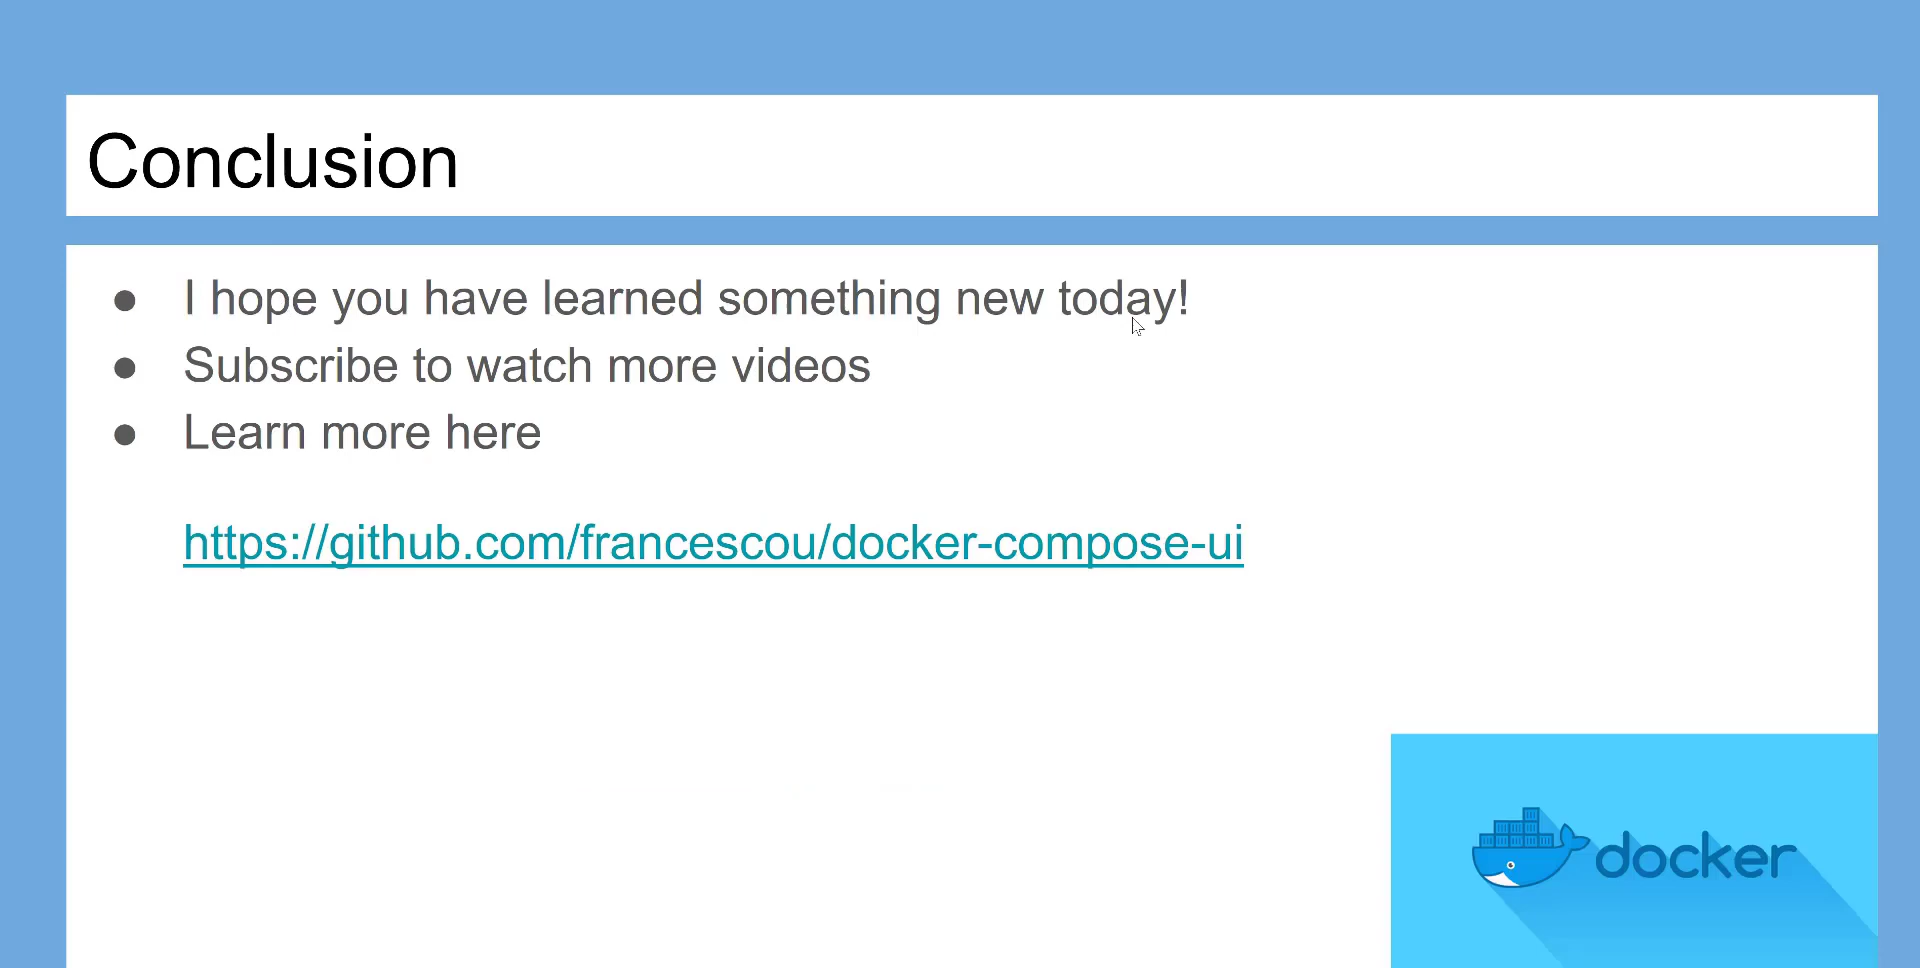 Conclusion
● I hope you have learned something new today!
● Subscribe to watch more videos
● Learn more here
https://github.com/francescou/docker-compose-ui
docker